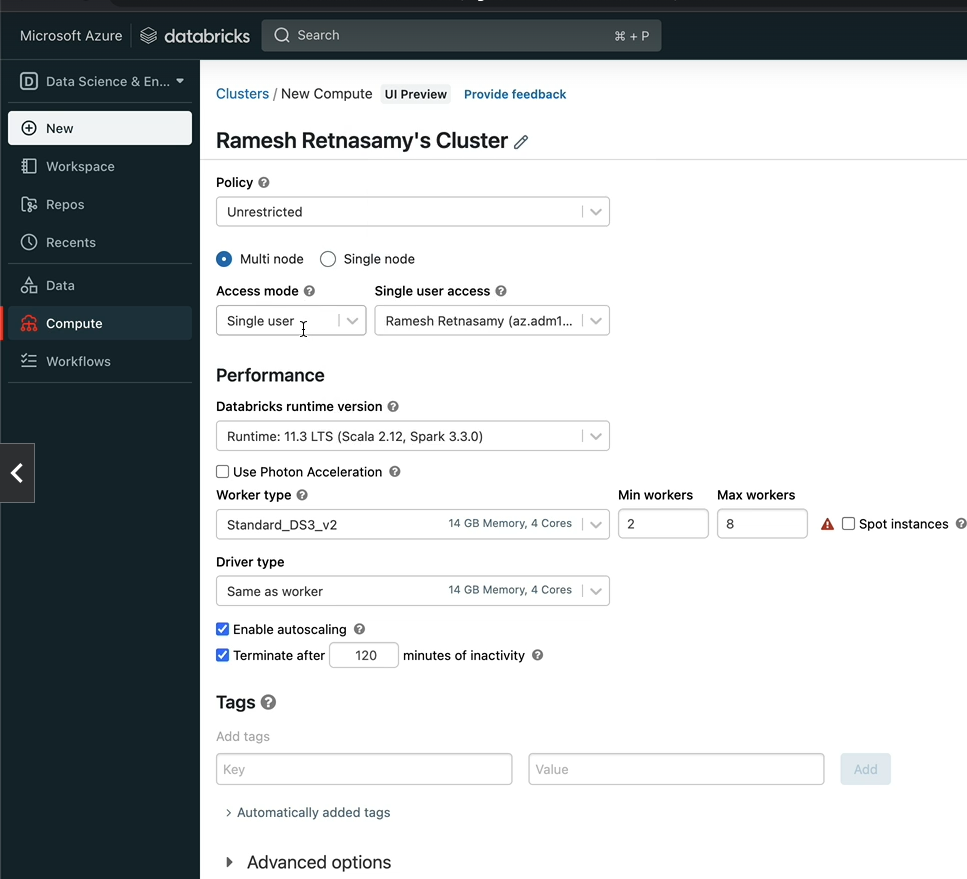 Microsoft Azure databricks Search ⌘ + P
Data Science & En...
New
Workspace
Repos
Recents
Data
Compute
Workflows
Clusters / New Compute UI Preview Provide feedback
Ramesh Retnasamy's Cluster
Policy
Unrestricted
Multi node Single node
Access mode Single user access
Single user Ramesh Retnasamy (az.adm1...
Performance
Databricks runtime version
Runtime: 11.3 LTS (Scala 2.12, Spark 3.3.0)
Use Photon Acceleration
Worker type Min workers Max workers
Standard_DS3_v2 14 GB Memory, 4 Cores 2 8 Spot instances
Driver type
Same as worker 14 GB Memory, 4 Cores
Enable autoscaling
Terminate after 120 minutes of inactivity
Tags
Add tags
Key Value Add
Automatically added tags
Advanced options